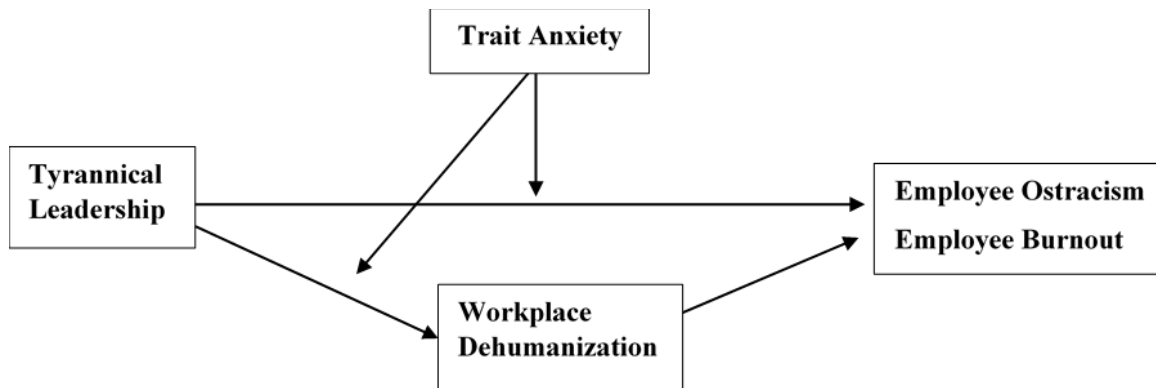 Trait Anxiety
Tyrannical
Leadership
Employee Ostracism
Employee Burnout
Workplace
Dehumanization